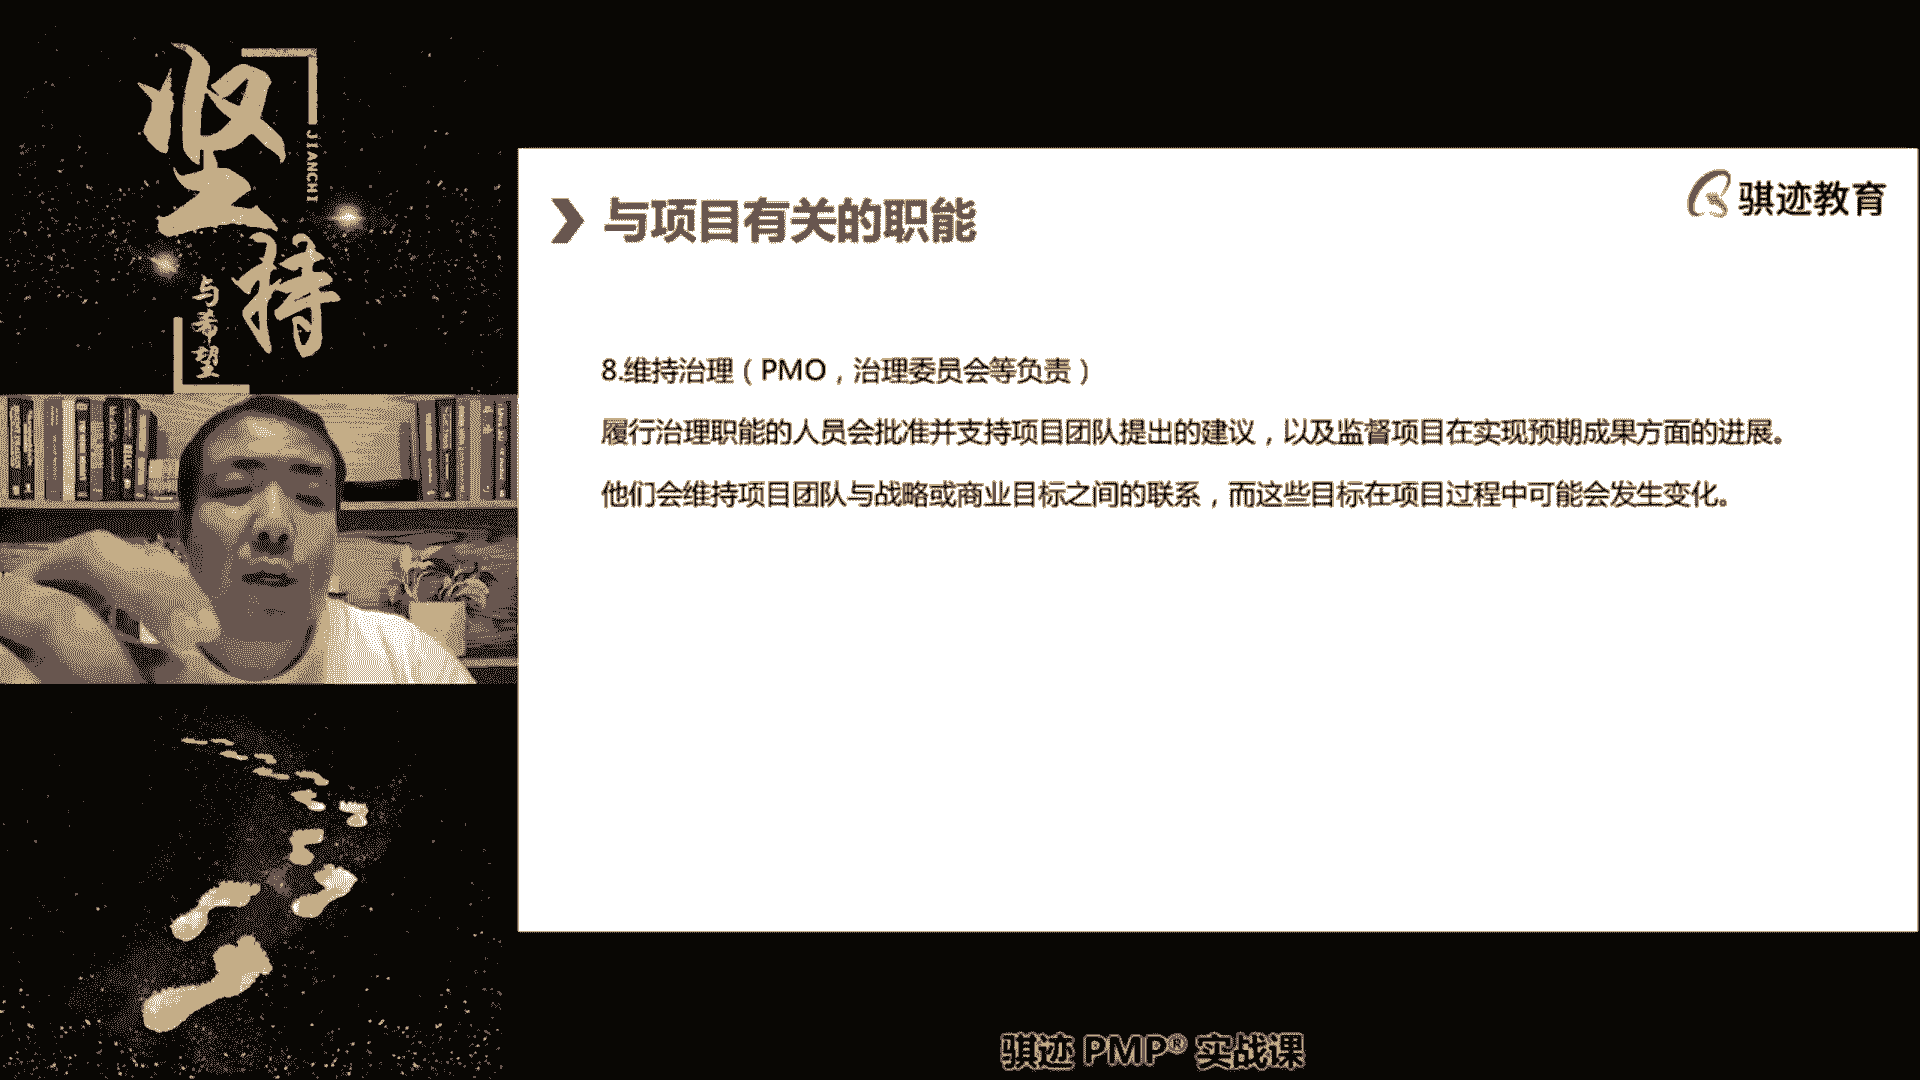 坚持
JIANCHI
与希望
骐迹教育
与项目有关的职能
8.维持治理（PMO，治理委员会等负责）
履行治理职能的人员会批准并支持项目团队提出的建议，以及监督项目在实现预期成果方面的进展。
他们会维持项目团队与战略或商业目标之间的联系，而这些目标在项目过程中可能会发生变化。
骐迹 PMP® 实战课